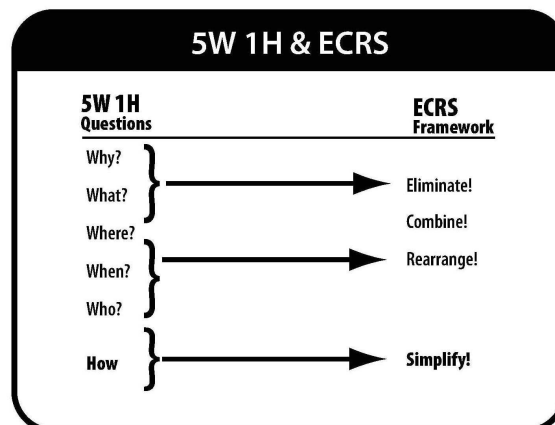 5W 1H & ECRS
5W 1H
Questions
ECRS
Framework
Why?
What?
Eliminate!
Combine!
Where?
When?
Rearrange!
Who?
How
Simplify!